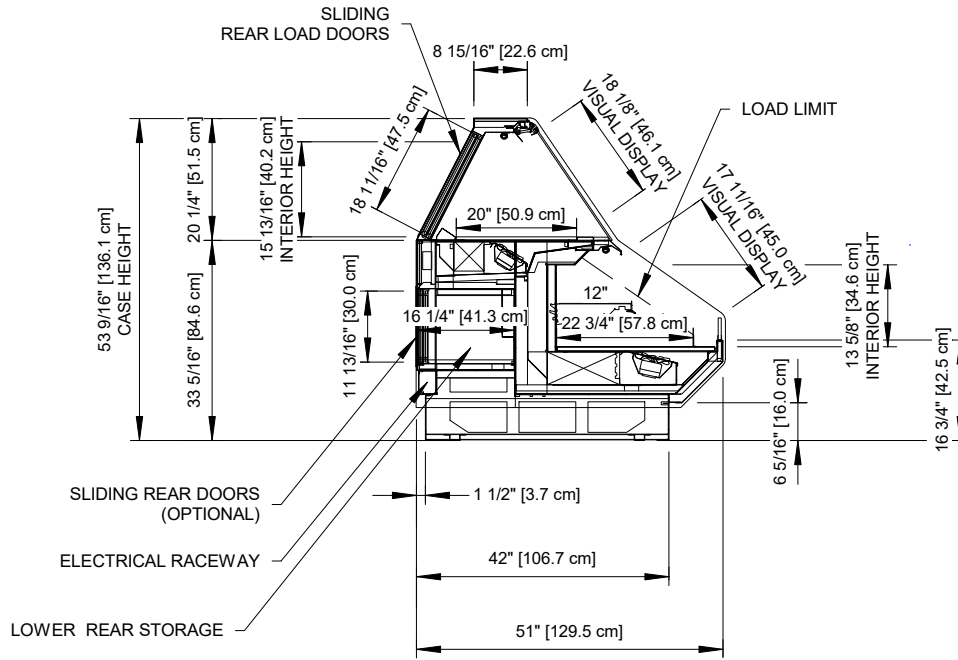 SLIDING
REAR LOAD DOORS
8 15/16" [22.6 cm]
18 1/8" [46.1 cm]
VISUAL DISPLAY
LOAD LIMIT
17 11/16" [45.0 cm]
VISUAL DISPLAY
53 9/16" [136.1 cm]
CASE HEIGHT
20 1/4" [51.5 cm]
15 13/16" [40.2 cm]
INTERIOR HEIGHT
18 11/16" [47.5 cm]
20" [50.9 cm]
33 5/16" [84.6 cm]
11 13/16" [30.0 cm]
16 1/4" [41.3 cm]
12"
22 3/4" [57.8 cm]
13 5/8" [34.6 cm]
INTERIOR HEIGHT
6 5/16" [16.0 cm]
16 3/4" [42.5 cm]
SLIDING REAR DOORS
(OPTIONAL)
1 1/2" [3.7 cm]
ELECTRICAL RACEWAY
42" [106.7 cm]
LOWER REAR STORAGE
51" [129.5 cm]